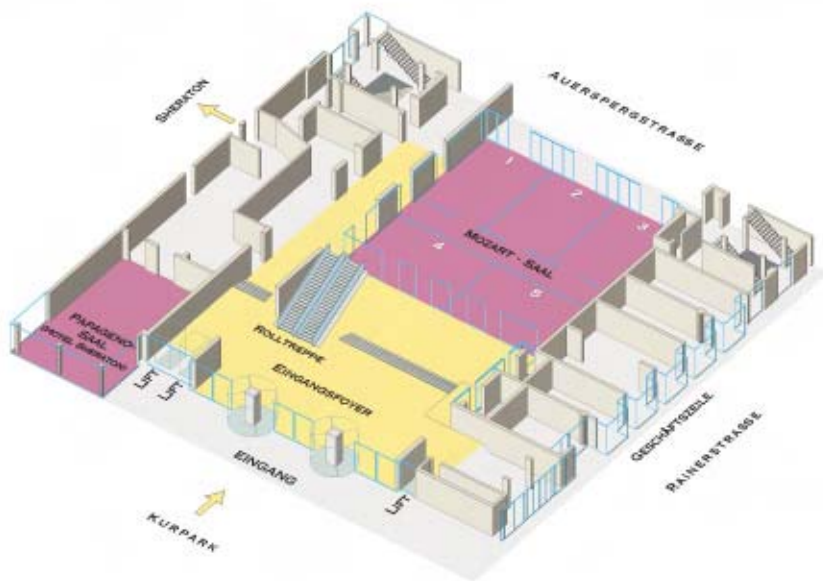 AUERSPERGSTRASSE
SHERATON
1
2
3
MOZART - SAAL
4
5
PAPAGENO-
SAAL
(HOTEL SHERATON)
ROLLTREPPE
EINGANGSFOYER
LIFT
LIFT
EINGANG
LIFT
KURPARK
GESCHÄFTSZEILE
RAINERSTRASSE